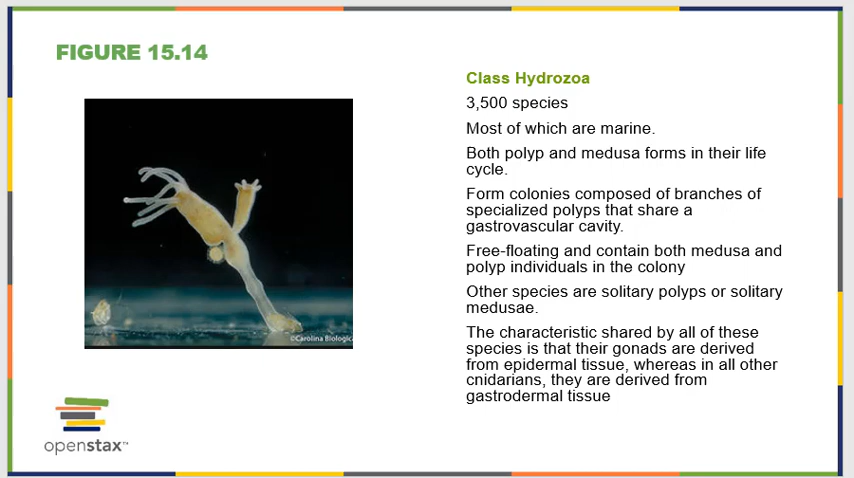 FIGURE 15.14
Class Hydrozoa
3,500 species
Most of which are marine.
Both polyp and medusa forms in their life
cycle.
Form colonies composed of branches of
specialized polyps that share a
gastrovascular cavity.
Free-floating and contain both medusa and
polyp individuals in the colony
Other species are solitary polyps or solitary
medusae.
The characteristic shared by all of these
species is that their gonads are derived
from epidermal tissue, whereas in all other
cnidarians, they are derived from
gastrodermal tissue
©Carolina Biologica
openstax™